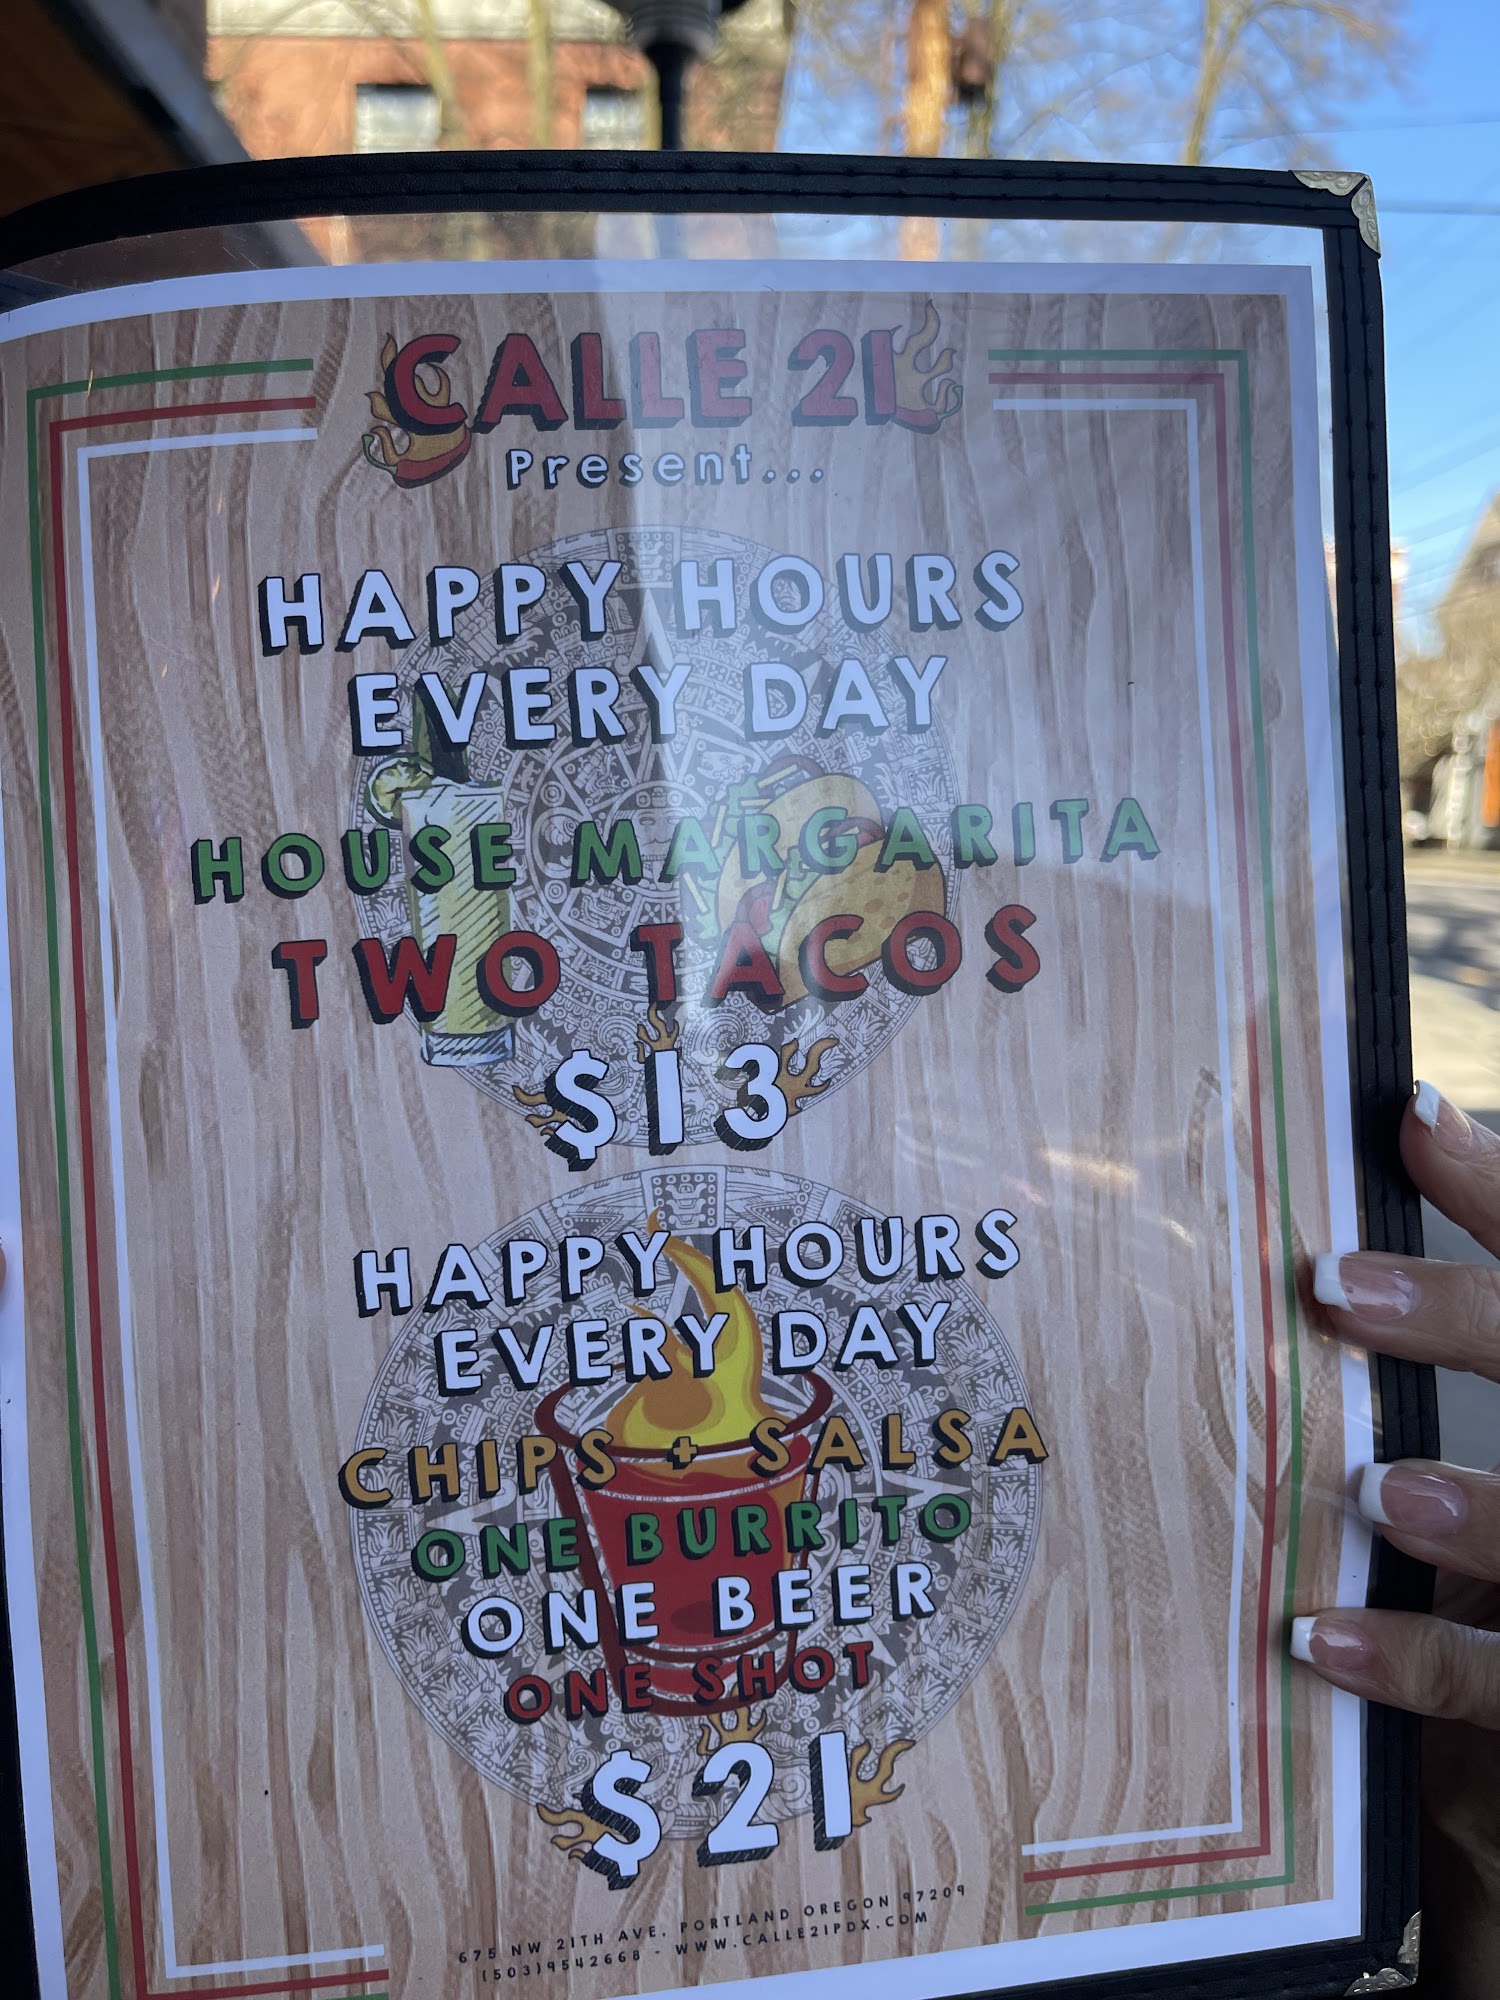 CALLE 21
Present...
HAPPY HOURS
EVERY DAY
HOUSE MARGARITA
TWO TACOS
$13
HAPPY HOURS
EVERY DAY
CHIPS + SALSA
ONE BURRITO
ONE BEER
ONE SHOT
$21
675 NW 21TH AVE. PORTLAND OREGON 97209
(503)9542668 - WWW.CALLE21PDX.COM